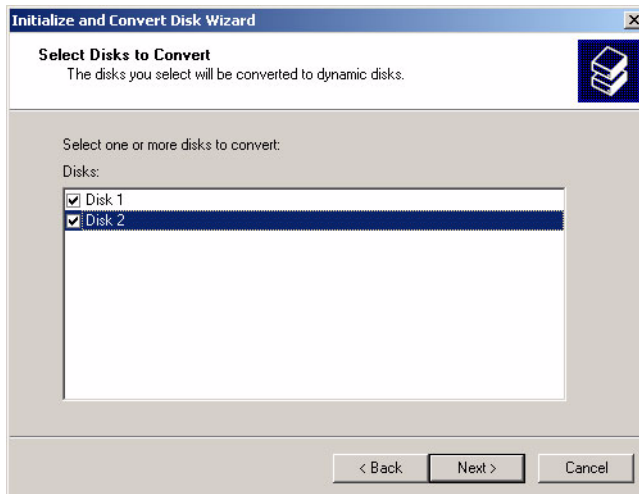 Initialize and Convert Disk Wizard
Select Disks to Convert
The disks you select will be converted to dynamic disks.
Select one or more disks to convert:
Disks:
Disk 1
Disk 2
< Back
Next >
Cancel